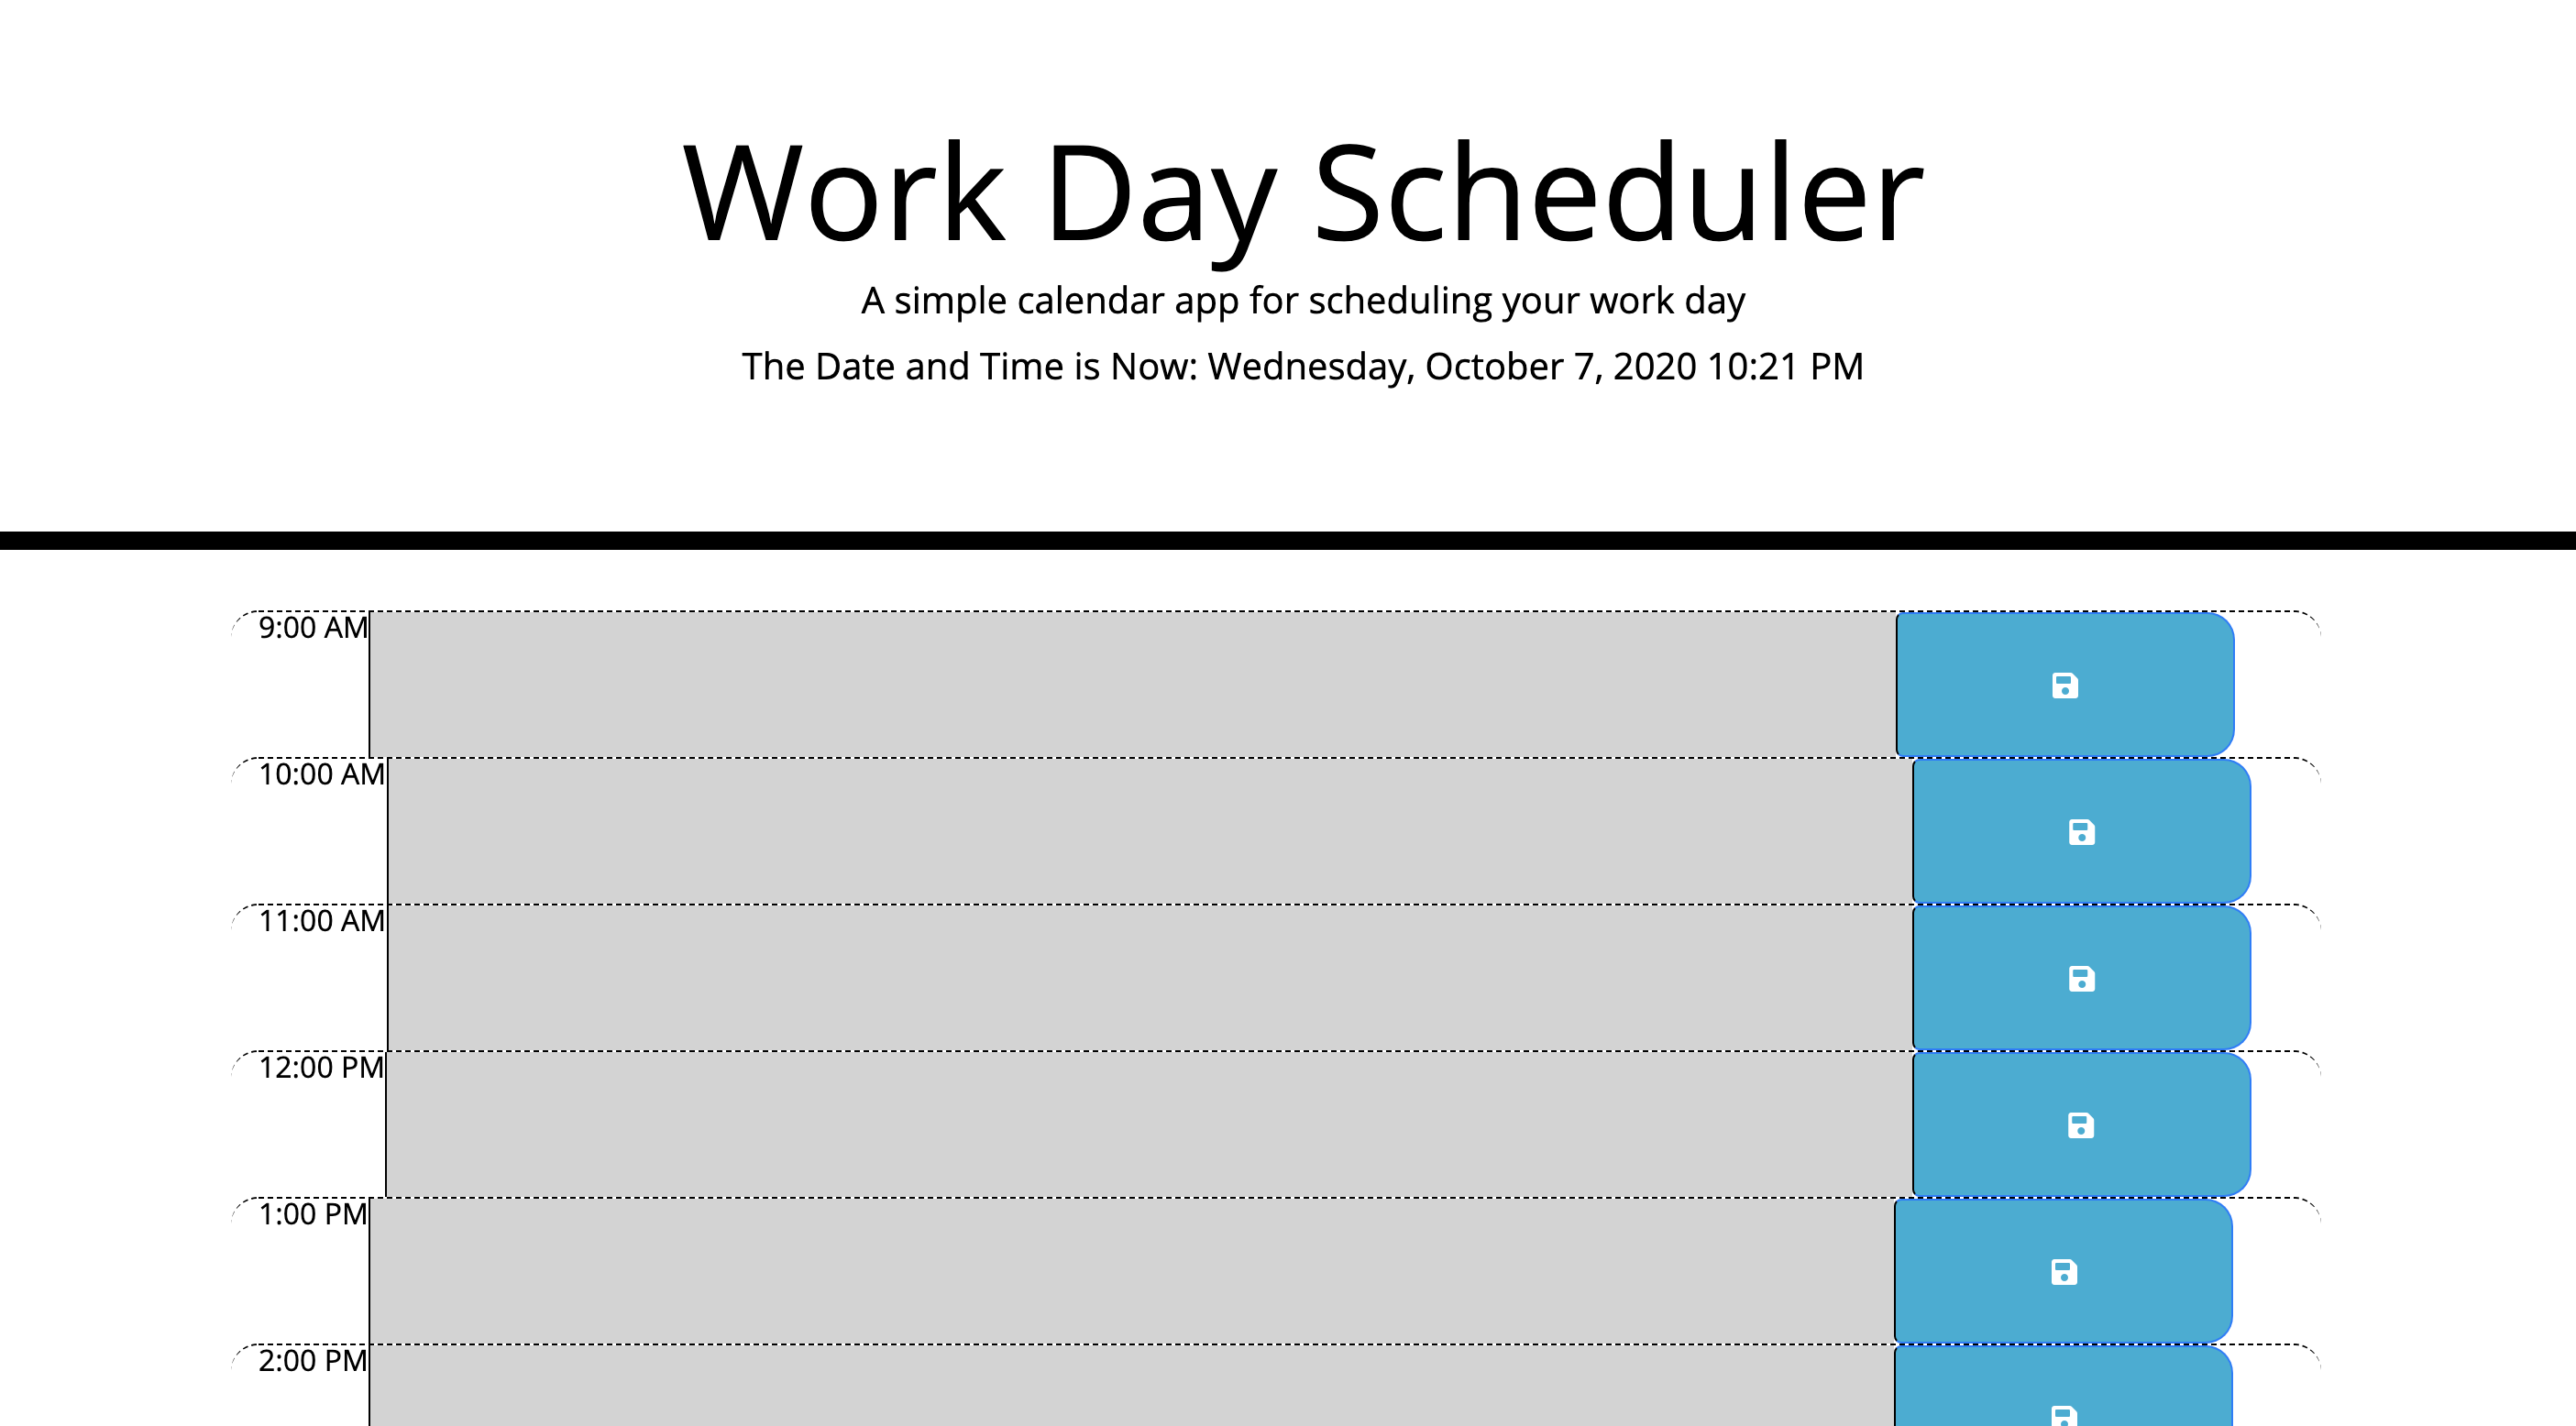 Work Day Scheduler
A simple calendar app for scheduling your work day
The Date and Time is Now: Wednesday, October 7, 2020 10:21 PM
9:00 AM
10:00 AM
11:00 AM
12:00 PM
1:00 PM
2:00 PM